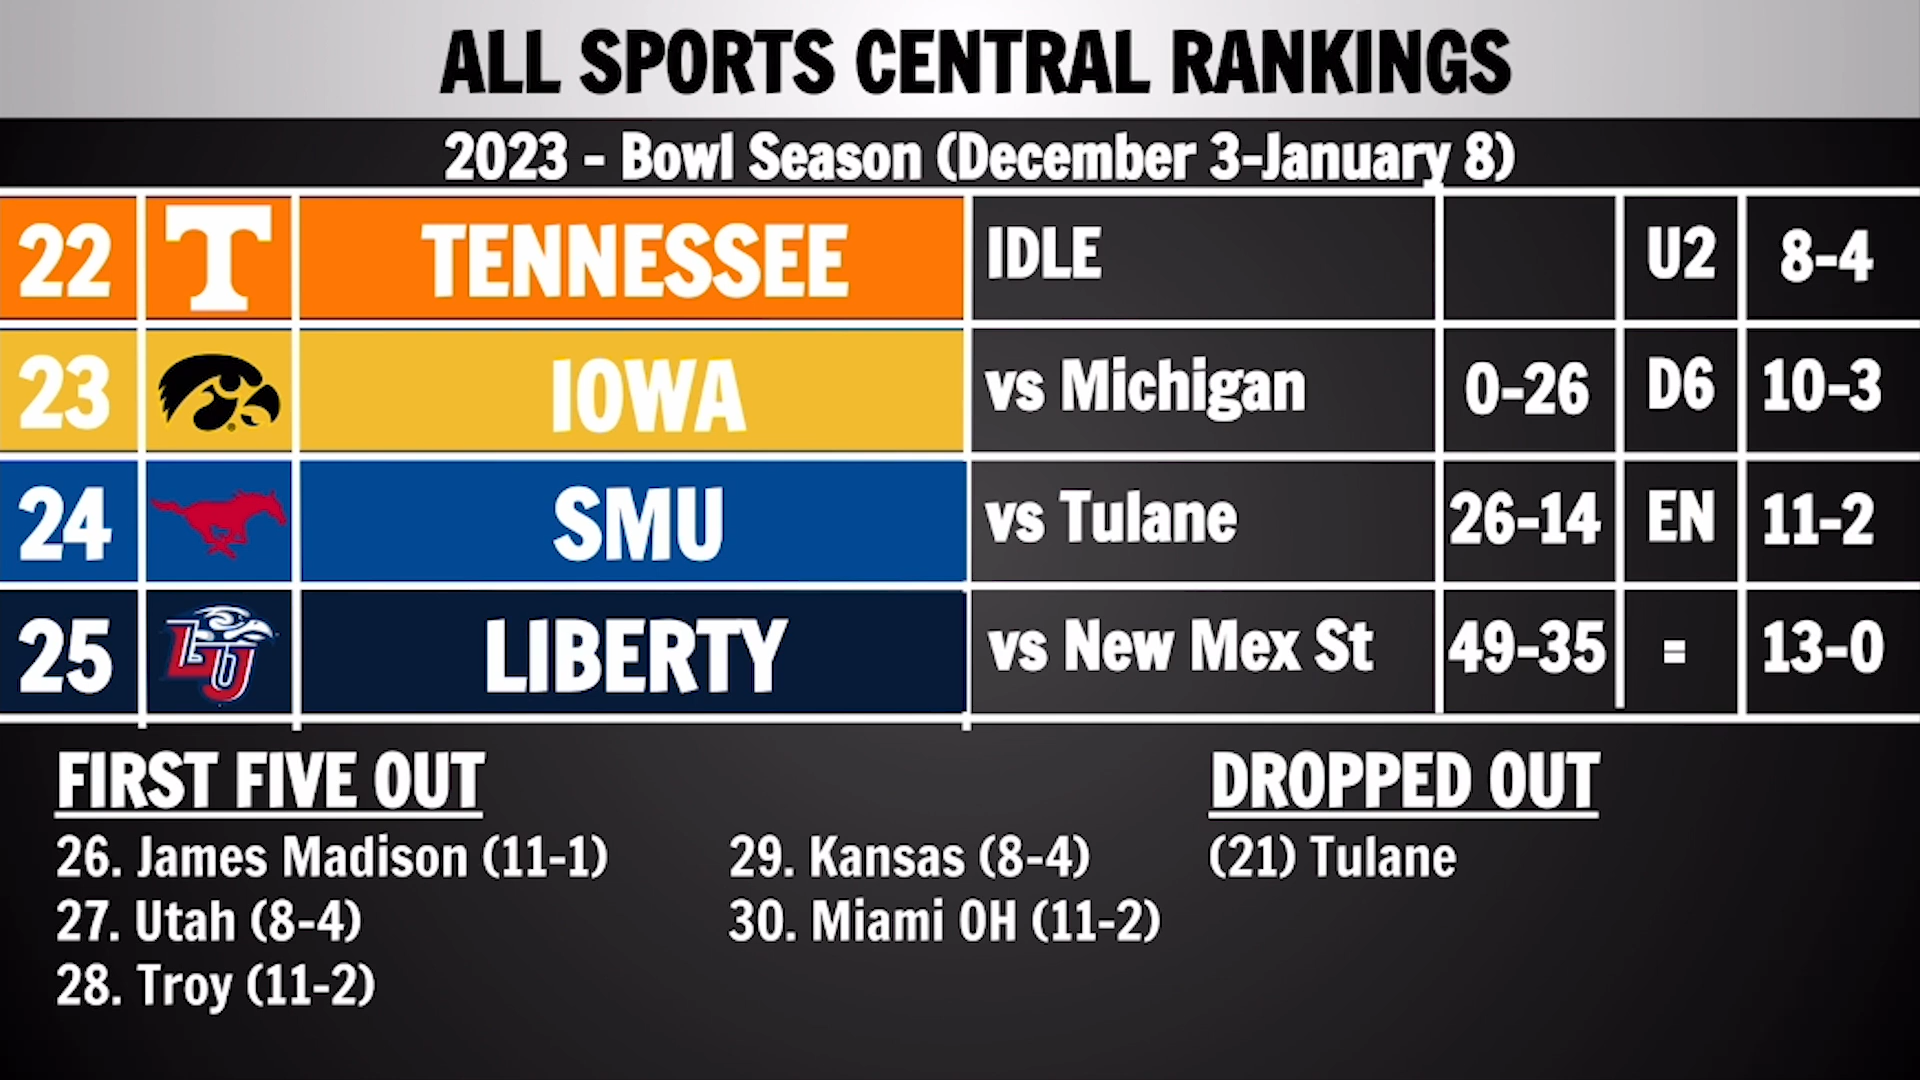 ALL SPORTS CENTRAL RANKINGS
2023 - Bowl Season (December 3-January 8)
22 T TENNESSEE IDLE U2 8-4
23 IOWA vs Michigan 0-26 D6 10-3
24 SMU vs Tulane 26-14 EN 11-2
25 LU LIBERTY vs New Mex St 49-35 = 13-0
FIRST FIVE OUT
26. James Madison (11-1)
27. Utah (8-4)
28. Troy (11-2)
29. Kansas (8-4)
30. Miami OH (11-2)
DROPPED OUT
(21) Tulane